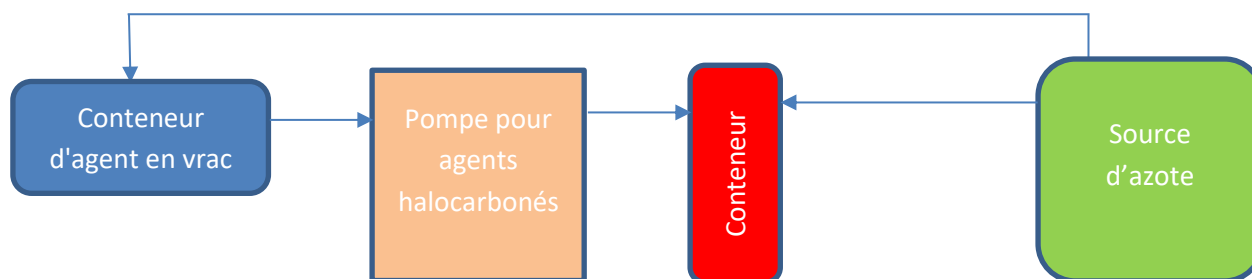 Conteneur
d'agent en vrac
Pompe pour
agents
halocarbonés
Conteneur
Source
d’azote